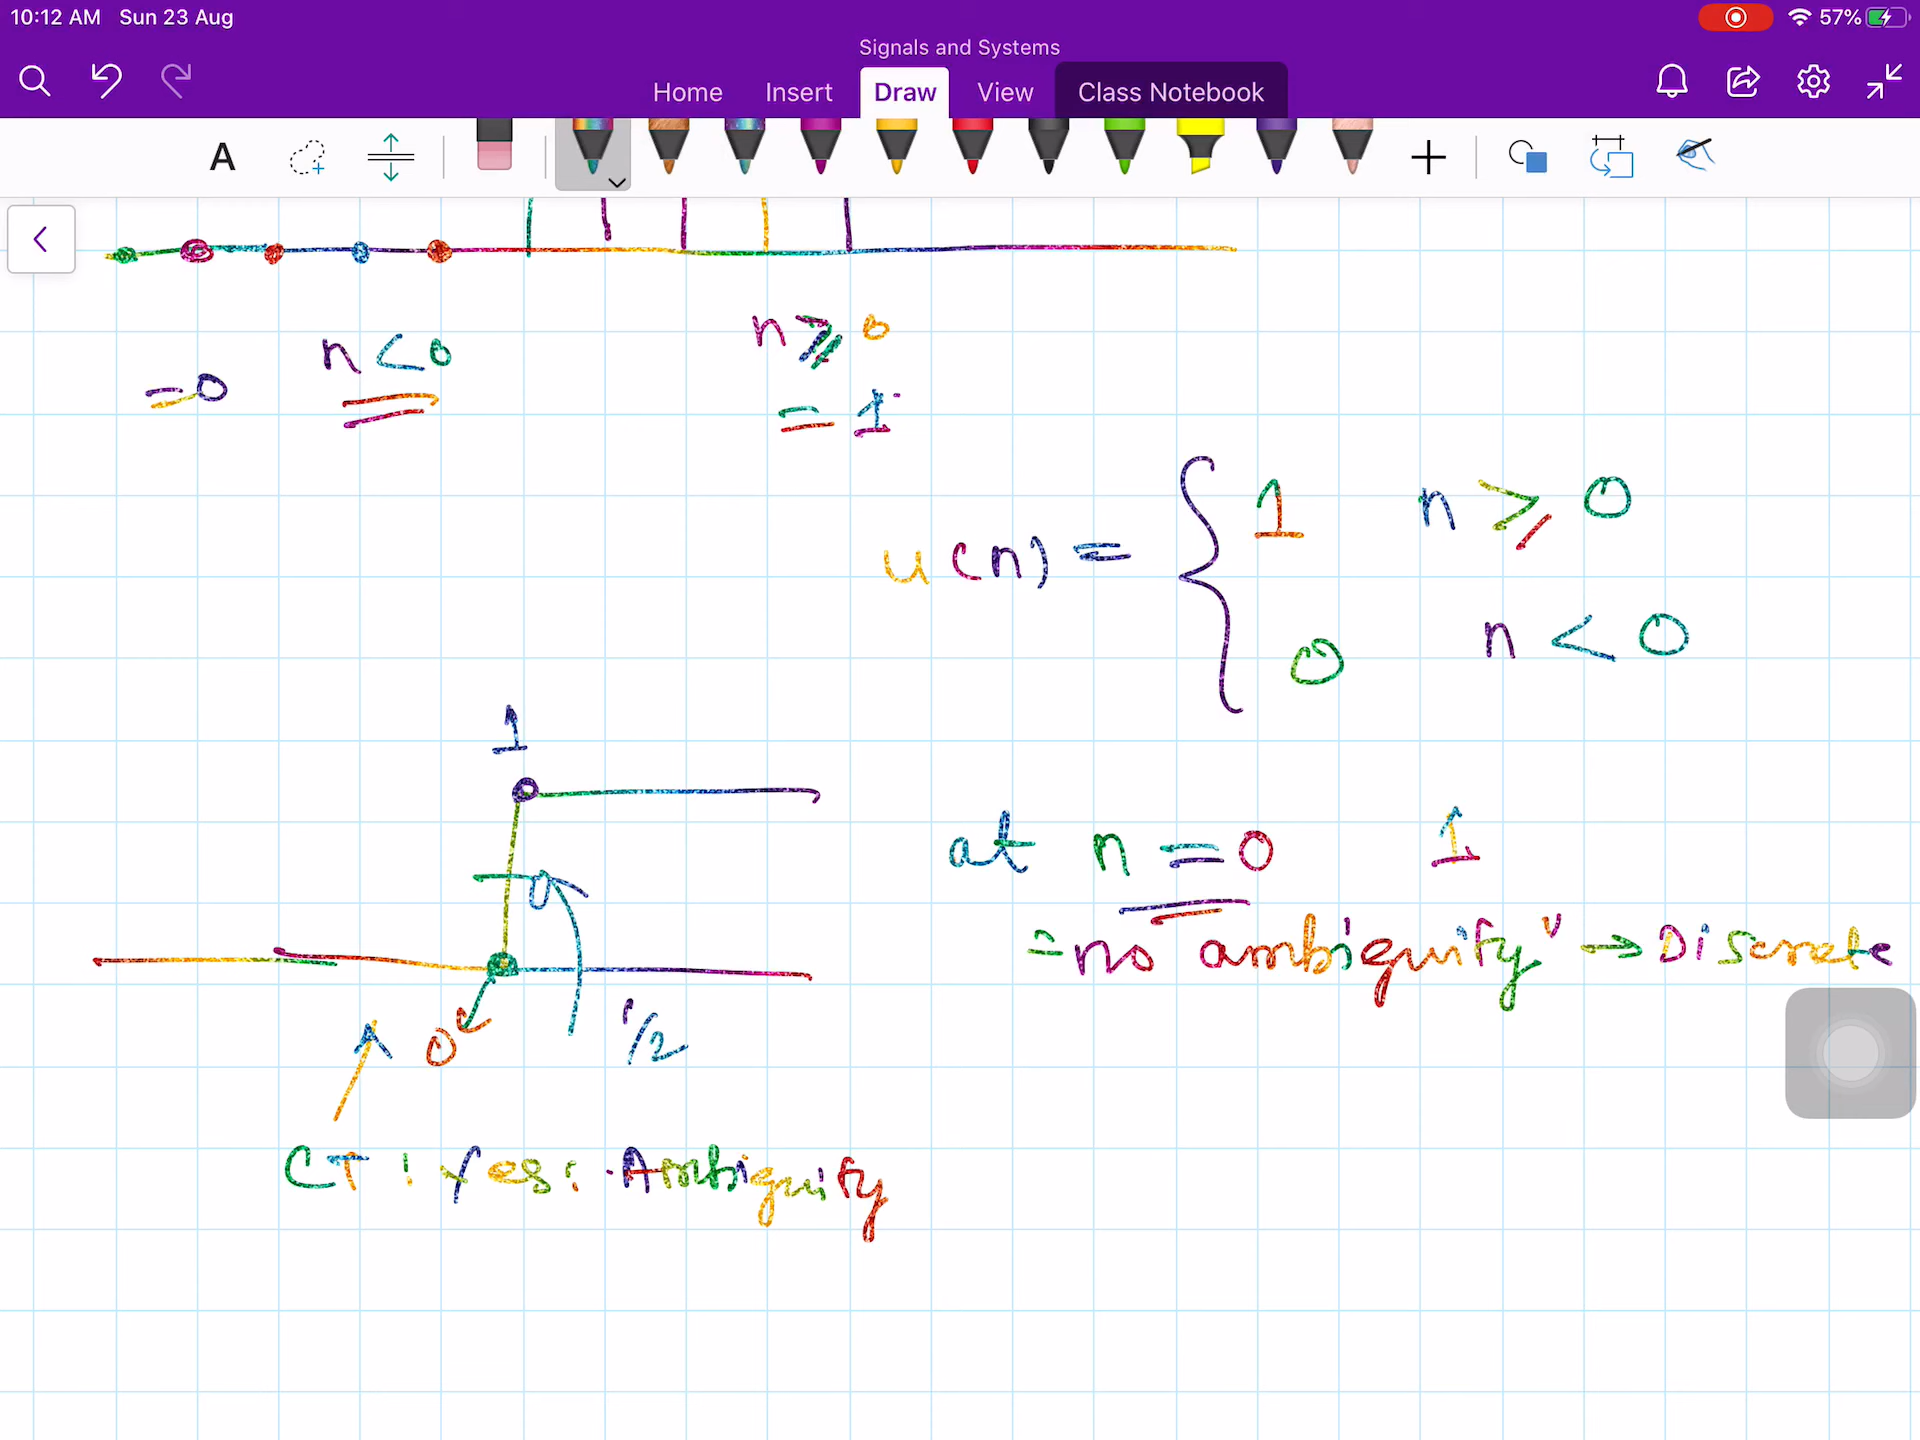 10:12 AM Sun 23 Aug
57%
Signals and Systems
Home Insert Draw View Class Notebook
A
n < 0
= 0
n ≥ 0
= 1
u(n) = { 1 n ≥ 0
0 n < 0
1
at n = 0 1
= no ambiguity" → Discrete
0
1/2
CT : Yes : Ambiguity